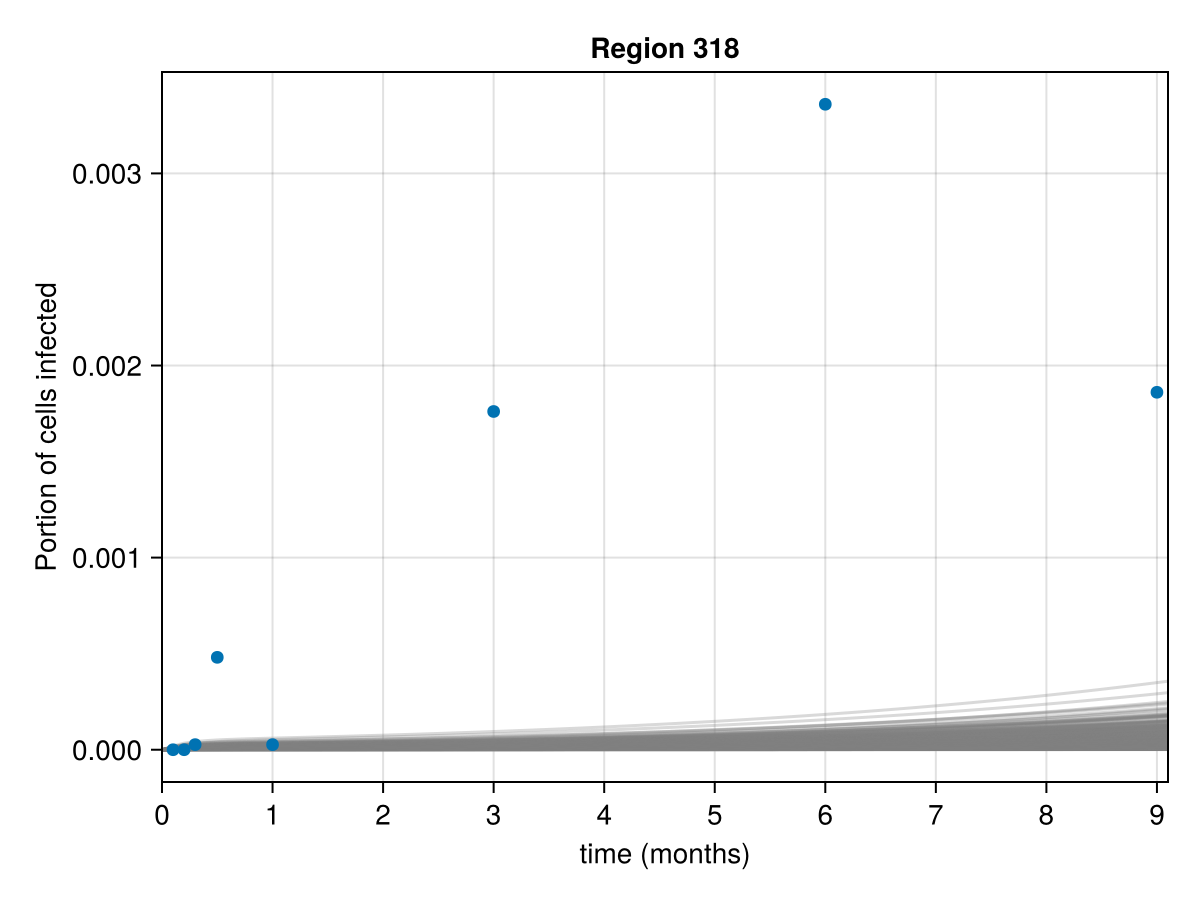 Region 318
Portion of cells infected
0.003
0.002
0.001
0.000
0 1 2 3 4 5 6 7 8 9
time (months)